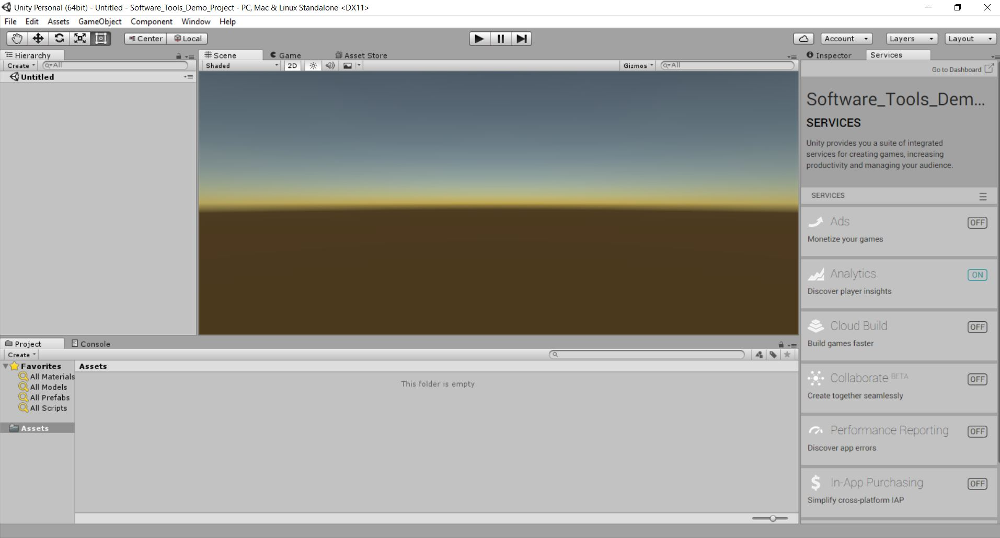 Unity Personal (64bit) - Untitled - Software_Tools_Demo_Project - PC, Mac & Linux Standalone <DX11>
File Edit Assets GameObject Component Window Help
Center Local
Account Layers Layout
Hierarchy
Create All
Untitled
Scene Game Asset Store
Shaded 2D Gizmos All
Inspector Services
Go to Dashboard
Software_Tools_Dem...
SERVICES
Unity provides you a suite of integrated
services for creating games, increasing
productivity and managing your audience.
SERVICES
Ads OFF
Monetize your games
Analytics ON
Discover player insights
Cloud Build OFF
Build games faster
Collaborate BETA OFF
Create together seamlessly
Performance Reporting OFF
Discover app errors
In-App Purchasing OFF
Simplify cross-platform IAP
Project Console
Create
Favorites
All Materials
All Models
All Prefabs
All Scripts
Assets
Assets
This folder is empty